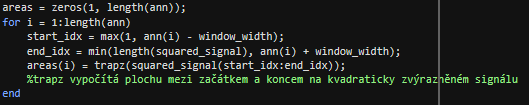 areas = zeros(1, length(ann));
for i = 1:length(ann)
start_idx = max(1, ann(i) - window_width);
end_idx = min(length(squared_signal), ann(i) + window_width);
areas(i) = trapz(squared_signal(start_idx:end_idx));
%trapz vypočítá plochu mezi začátkem a koncem na kvadraticky zvýrazněném signálu
end